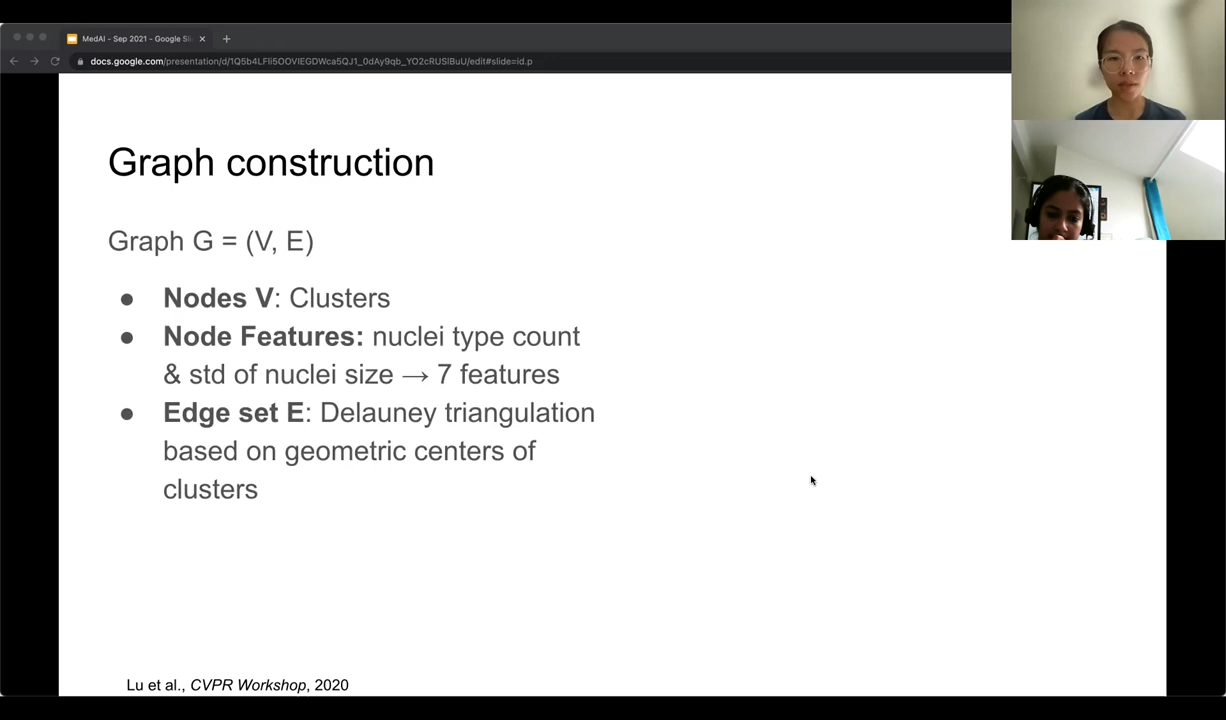 MedAI - Sep 2021 - Google Sli
docs.google.com/presentation/d/1Q5b4LFli5OOVIEGDWca5QJ1_0dAy9qb_YO2cRUSIBuU/edit#slide=id.p
Graph construction
Graph G = (V, E)
● Nodes V: Clusters
● Node Features: nuclei type count
& std of nuclei size → 7 features
● Edge set E: Delauney triangulation
based on geometric centers of
clusters
Lu et al., CVPR Workshop, 2020